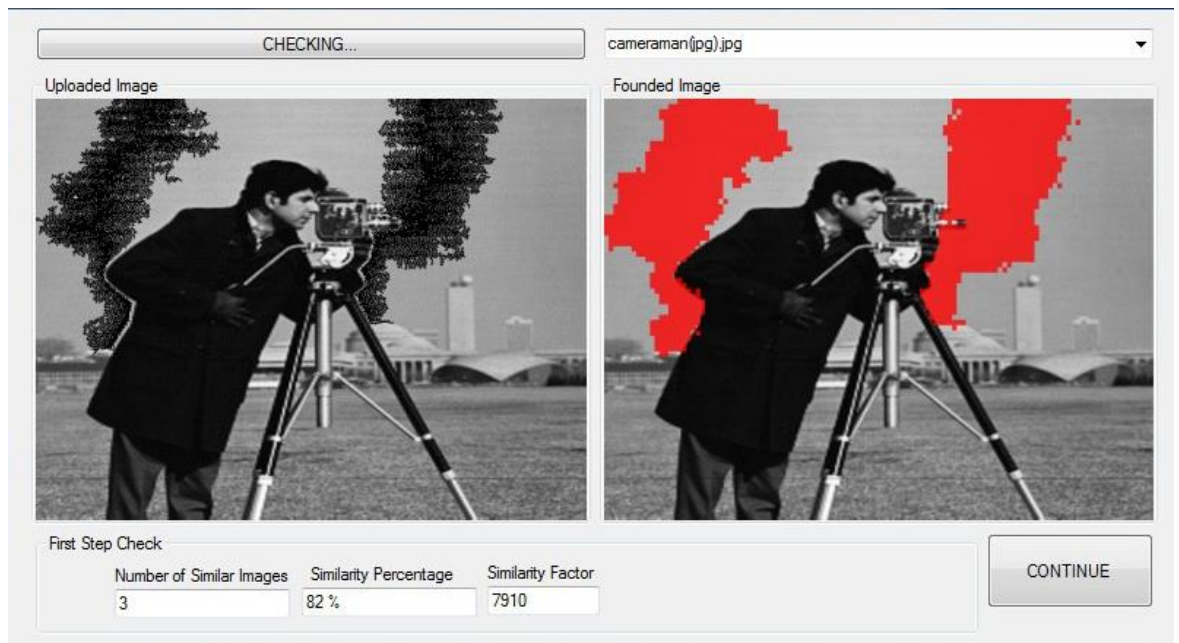 CHECKING...
cameraman(jpg).jpg
Uploaded Image
Founded Image
First Step Check
Number of Similar Images
Similarity Percentage
Similarity Factor
3
82 %
7910
CONTINUE